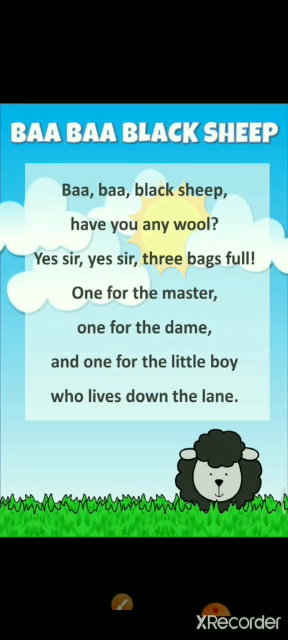 BAA BAA BLACK SHEEP
Baa, baa, black sheep,
have you any wool?
Yes sir, yes sir, three bags full!
One for the master,
one for the dame,
and one for the little boy
who lives down the lane.
XRecorder